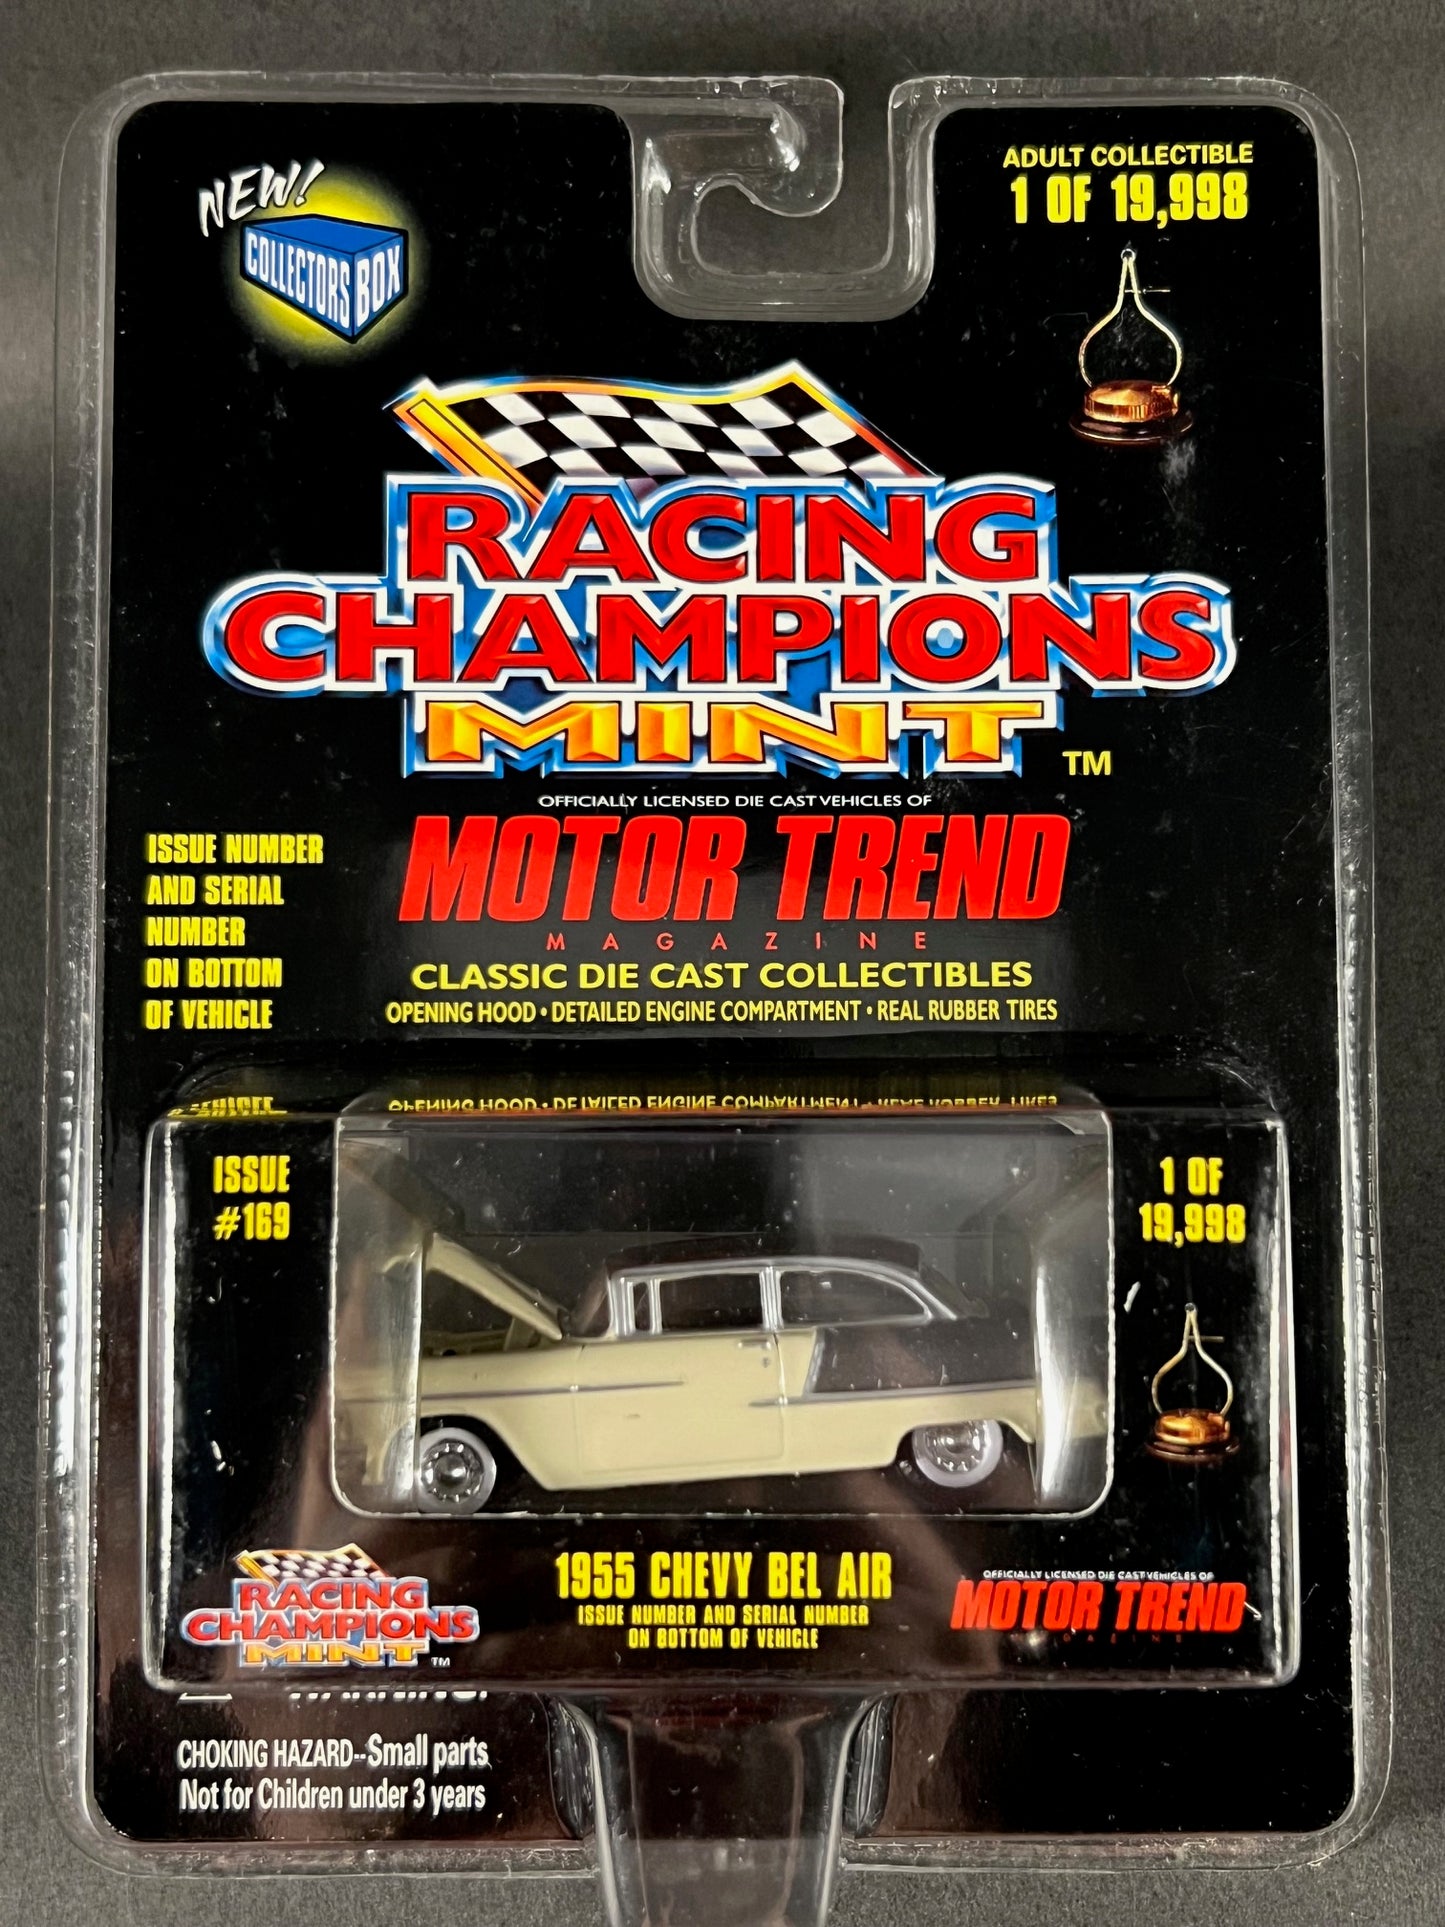 NEW!
COLLECTORS BOX
ADULT COLLECTIBLE
1 OF 19,998
RACING
CHAMPIONS
MINT TM
OFFICIALLY LICENSED DIE CAST VEHICLES OF
MOTOR TREND
MAGAZINE
CLASSIC DIE CAST COLLECTIBLES
OPENING HOOD • DETAILED ENGINE COMPARTMENT • REAL RUBBER TIRES
ISSUE NUMBER
AND SERIAL
NUMBER
ON BOTTOM
OF VEHICLE
ISSUE
#169
1 OF
19,998
RACING
CHAMPIONS
MINT TM
1955 CHEVY BEL AIR
ISSUE NUMBER AND SERIAL NUMBER
ON BOTTOM OF VEHICLE
OFFICIALLY LICENSED DIE CAST VEHICLES OF
MOTOR TREND
MAGAZINE
WARNING:
CHOKING HAZARD--Small parts
Not for Children under 3 years